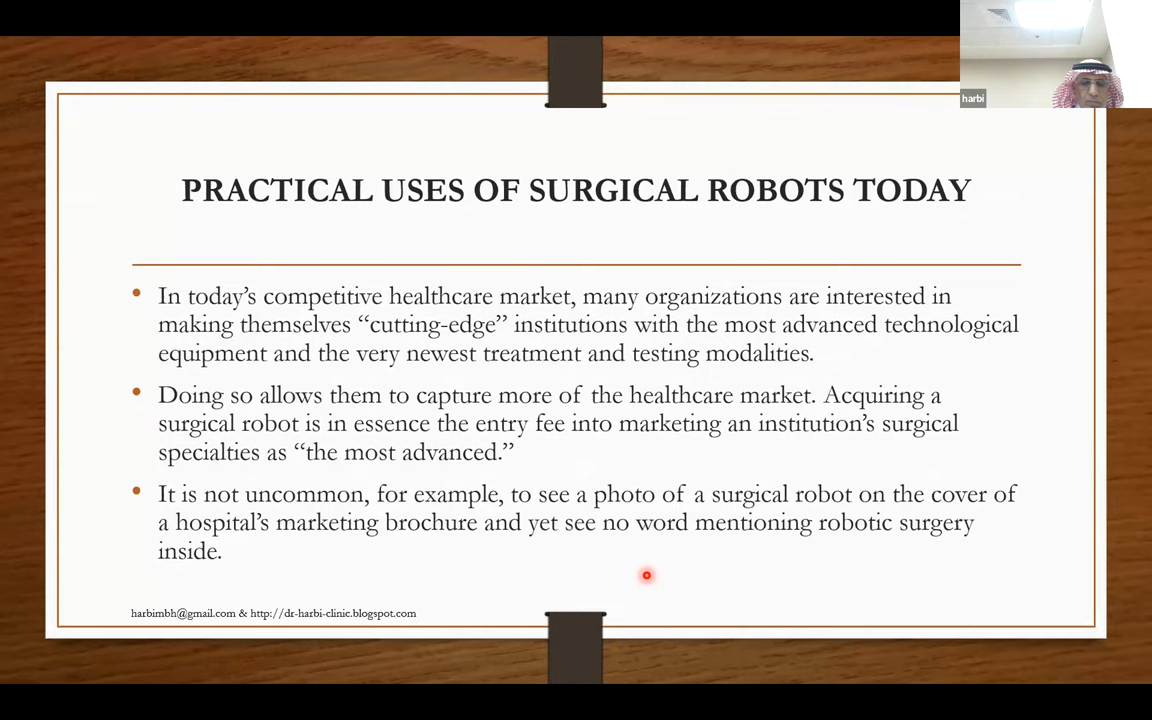 harbi
PRACTICAL USES OF SURGICAL ROBOTS TODAY
• In today’s competitive healthcare market, many organizations are interested in
making themselves “cutting-edge” institutions with the most advanced technological
equipment and the very newest treatment and testing modalities.
• Doing so allows them to capture more of the healthcare market. Acquiring a
surgical robot is in essence the entry fee into marketing an institution’s surgical
specialties as “the most advanced.”
• It is not uncommon, for example, to see a photo of a surgical robot on the cover of
a hospital’s marketing brochure and yet see no word mentioning robotic surgery
inside.
harbimbh@gmail.com & http://dr-harbi-clinic.blogspot.com